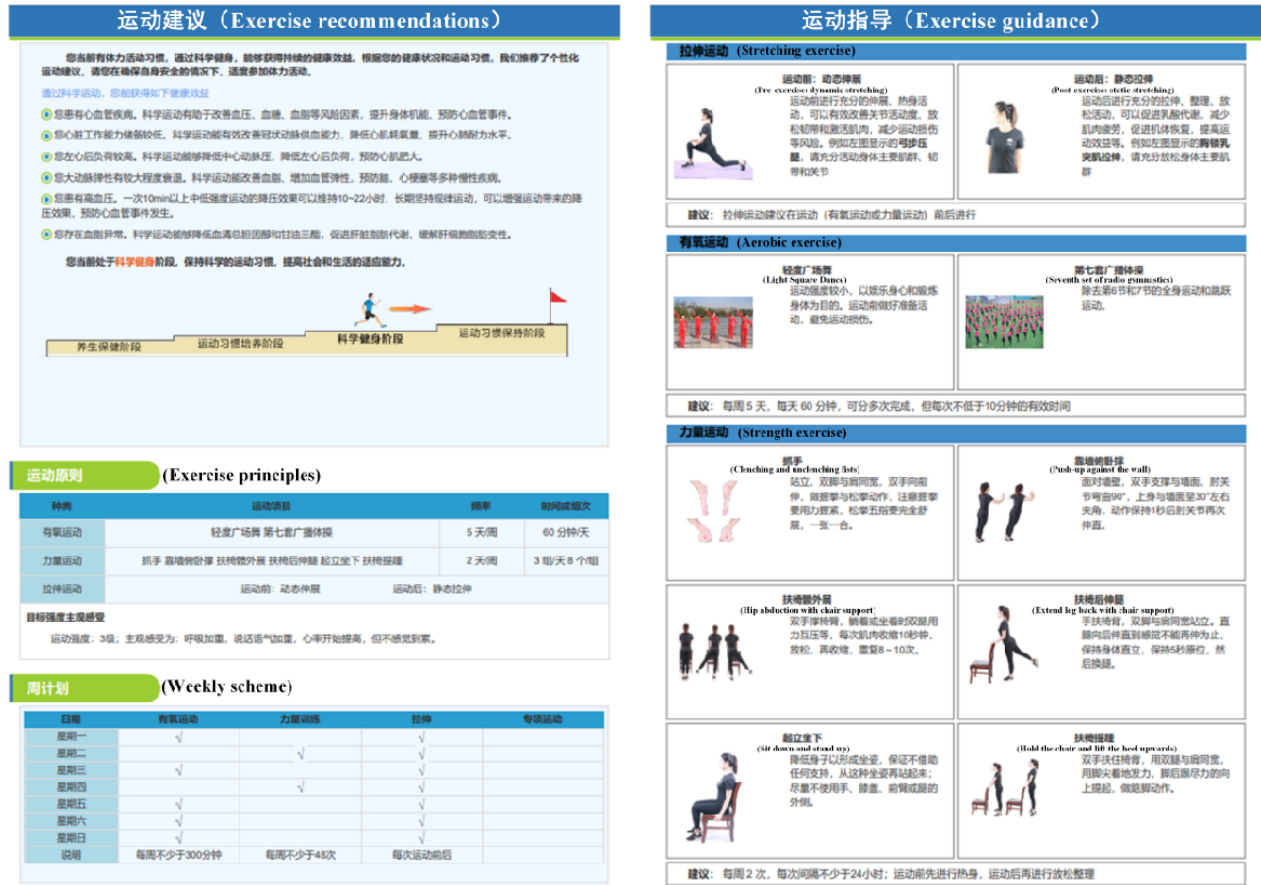 运动建议（Exercise recommendations）
您当前有体力活动习惯，通过科学健身，能够获得持续的健康效益。根据您的健康状况和运动习惯，我们推荐了个性化
运动建议，请您在确保自身安全的情况下，适度参加体力活动。
通过科学运动，您能获得如下健康效益
您患有心血管疾病。科学运动有助于改善血压、血糖、血脂等风险因素，提升身体机能、预防心血管事件。
您心脏工作能力储备较低。科学运动能有效改善冠状动脉供血能力，降低心肌耗氧量，提升心肺耐力水平。
您左心后负荷较高。科学运动能够降低中心动脉压，降低左心后负荷，预防心肌肥大。
您大动脉弹性有较大程度衰退。科学运动能改善血脂、增加血管弹性，预防脑、心梗塞等多种慢性疾病。
您患有高血压。一次10min以上中低强度运动的降压效果可以维持10~22小时，长期坚持规律运动，可以增强运动带来的降
压效果，预防心血管事件发生。
您存在血脂异常。科学运动能够降低血清总胆固醇和甘油三酯，促进肝脏脂肪代谢、缓解肝细胞脂肪变性。
您当前处于科学健身阶段，保持科学的运动习惯，提高社会和生活的适应能力。
养生保健阶段
运动习惯培养阶段
科学健身阶段
运动习惯保持阶段
运动原则 (Exercise principles)
种类 运动项目 频率 时间或组次
有氧运动 轻度广场舞 第七套广播体操 5 天/周 60 分钟/天
力量运动 抓手 靠墙俯卧撑 扶椅髋外展 扶椅后伸腿 起立坐下 扶椅提踵 2 天/周 3 组/天 8 个/组
拉伸运动 运动前：动态伸展 运动后：静态拉伸
目标强度主观感受
运动强度：3级；主观感受为：呼吸加重，说话语气加重，心率开始提高，但不感觉到累。
周计划 (Weekly scheme)
日期 有氧运动 力量训练 拉伸 专项运动
星期一 √ √
星期二 √ √
星期三 √ √
星期四 √ √
星期五 √ √
星期六 √ √
星期日 √ √
说明 每周不少于300分钟 每周不少于48次 每次运动前后
运动指导（Exercise guidance）
拉伸运动 (Stretching exercise)
运动前：动态伸展
(Pre-exercise: dynamic stretching)
运动前进行充分的伸展、热身活
动，可以有效改善关节活动度、放
松韧带和激活肌肉，减少运动损伤
等风险。例如左图显示的弓步压
腿，请充分活动身体主要肌群、韧
带和关节
运动后：静态拉伸
(Post-exercise: static stretching)
运动后进行充分的拉伸、整理、放
松活动，可以促进乳酸代谢，减少
肌肉疲劳，促进机体恢复，提高运
动效益等。例如左图显示的胸锁乳
突肌拉伸，请充分放松身体主要肌
群
建议： 拉伸运动建议在运动（有氧运动或力量运动）前后进行
有氧运动 (Aerobic exercise)
轻度广场舞
(Light Square Dance)
运动强度较小，以娱乐身心和锻炼
身体为目的。运动前做好准备活
动，避免运动损伤。
第七套广播体操
(Seventh set of radio gymnastics)
除去第6节和7节的全身运动和跳跃
运动。
建议： 每周 5 天，每天 60 分钟，可分多次完成，但每次不低于10分钟的有效时间
力量运动 (Strength exercise)
抓手
(Clenching and unclenching fists)
站立，双脚与肩同宽，双手向前
伸，做握拳与松拳动作，注意握拳
要用力握紧，松拳五指要完全舒
展，一张一合。
靠墙俯卧撑
(Push-up against the wall)
面对墙壁，双手支撑与墙面，肘关
节弯曲90°，上身与墙面呈30°左右
夹角，动作保持1秒后肘关节再次
伸直。
扶椅髋外展
(Hip abduction with chair support)
双手撑椅背，躺着或坐着时双腿用
力互压等，每次肌肉收缩10秒钟，
放松，再收缩，重复8~10次。
扶椅后伸腿
(Extend leg back with chair support)
手扶椅背，双脚与肩同宽站立。直
腿向后伸直到感觉不能再伸为止，
保持身体直立，保持5秒原位，然
后换腿。
起立坐下
(Sit down and stand up)
降低身子以形成坐姿，保证不借助
任何支持，从这种坐姿再站起来；
尽量不使用手、膝盖、前臂或腿的
外侧。
扶椅提踵
(Hold the chair and lift the heel upwards)
双手扶住椅背，用双腿与肩同宽，
用脚尖着地发力，脚后跟尽力的向
上提起，做踮脚动作。
建议： 每周 2 次，每次间隔不少于24小时；运动前先进行热身，运动后再进行放松整理